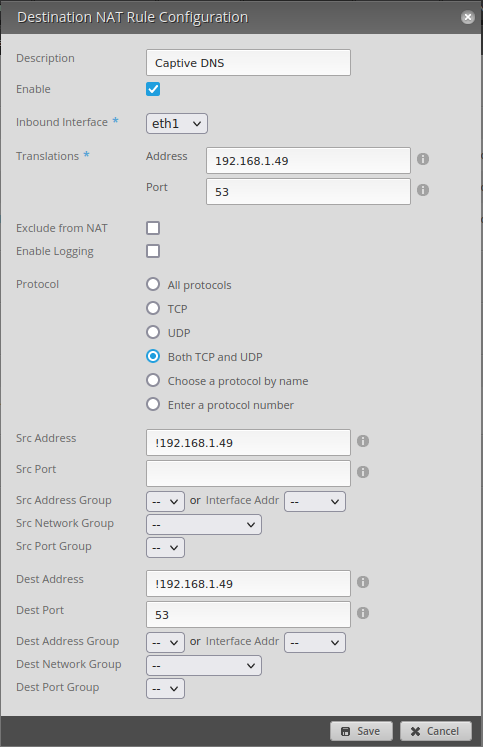 Destination NAT Rule Configuration
Description Captive DNS
Enable
Inbound Interface * eth1
Translations * Address 192.168.1.49
Port 53
Exclude from NAT
Enable Logging
Protocol All protocols
TCP
UDP
Both TCP and UDP
Choose a protocol by name
Enter a protocol number
Src Address !192.168.1.49
Src Port
Src Address Group -- or Interface Addr --
Src Network Group --
Src Port Group --
Dest Address !192.168.1.49
Dest Port 53
Dest Address Group -- or Interface Addr --
Dest Network Group --
Dest Port Group --
Save Cancel